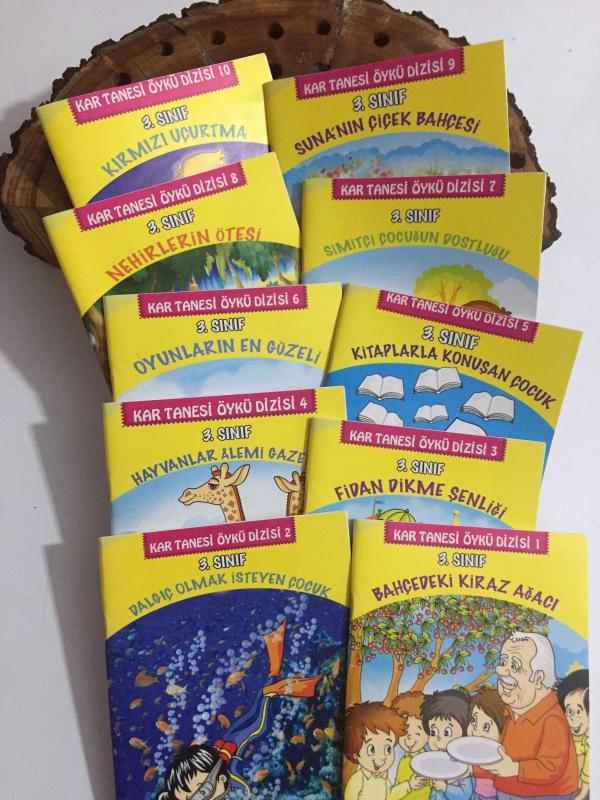 KAR TANESİ ÖYKÜ DİZİSİ 10
3. SINIF
KIRMIZI UÇURTMA
KAR TANESİ ÖYKÜ DİZİSİ 9
3. SINIF
SUNA'NIN ÇİÇEK BAHÇESİ
KAR TANESİ ÖYKÜ DİZİSİ 8
3. SINIF
NEHİRLERİN ÖTESİ
KAR TANESİ ÖYKÜ DİZİSİ 7
3. SINIF
SİMİTÇİ ÇOCUĞUN DOSTLUĞU
KAR TANESİ ÖYKÜ DİZİSİ 6
3. SINIF
OYUNLARIN EN GÜZELİ
KAR TANESİ ÖYKÜ DİZİSİ 5
3. SINIF
KİTAPLARLA KONUŞAN ÇOCUK
KAR TANESİ ÖYKÜ DİZİSİ 4
3. SINIF
HAYVANLAR ÂLEMİ GAZE
KAR TANESİ ÖYKÜ DİZİSİ 3
3. SINIF
FİDAN DİKME ŞENLİĞİ
KAR TANESİ ÖYKÜ DİZİSİ 2
3. SINIF
DALGIÇ OLMAK İSTEYEN ÇOCUK
KAR TANESİ ÖYKÜ DİZİSİ 1
3. SINIF
BAHÇEDEKİ KİRAZ AĞACI